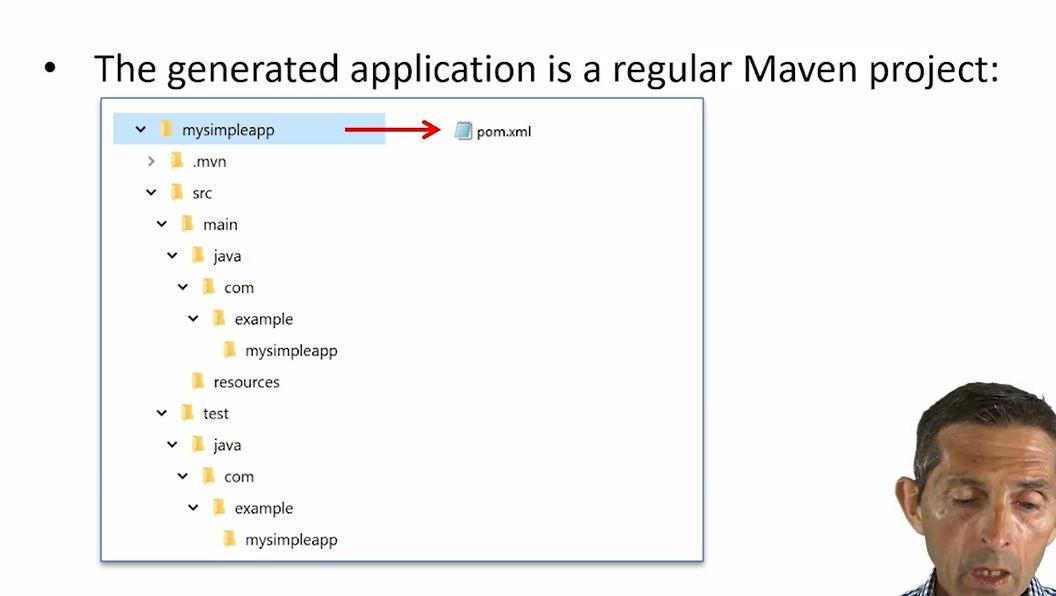 • The generated application is a regular Maven project:
mysimpleapp pom.xml
.mvn
src
main
java
com
example
mysimpleapp
resources
test
java
com
example
mysimpleapp